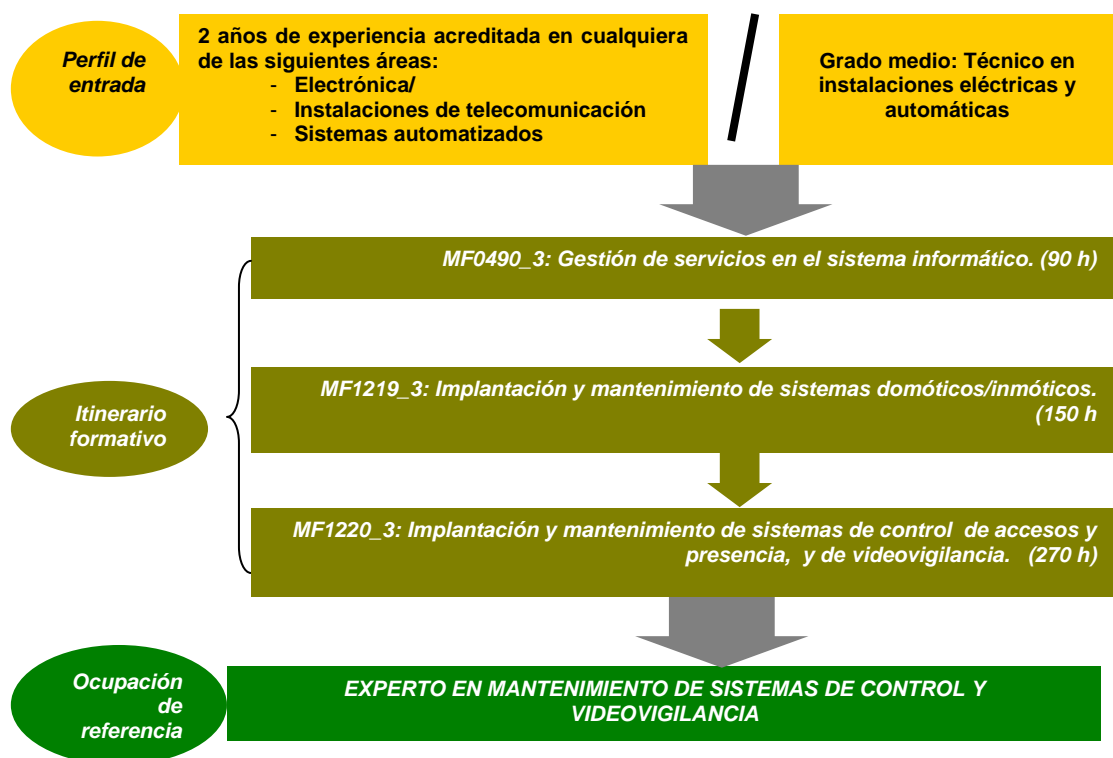 Perfil de
entrada
2 años de experiencia acreditada en cualquiera
de las siguientes áreas:
- Electrónica/
- Instalaciones de telecomunicación
- Sistemas automatizados
Grado medio: Técnico en
instalaciones eléctricas y
automáticas
Itinerario
formativo
MF0490_3: Gestión de servicios en el sistema informático. (90 h)
MF1219_3: Implantación y mantenimiento de sistemas domóticos/inmóticos.
(150 h
MF1220_3: Implantación y mantenimiento de sistemas de control de accesos y
presencia, y de videovigilancia. (270 h)
Ocupación
de
referencia
EXPERTO EN MANTENIMIENTO DE SISTEMAS DE CONTROL Y
VIDEOVIGILANCIA